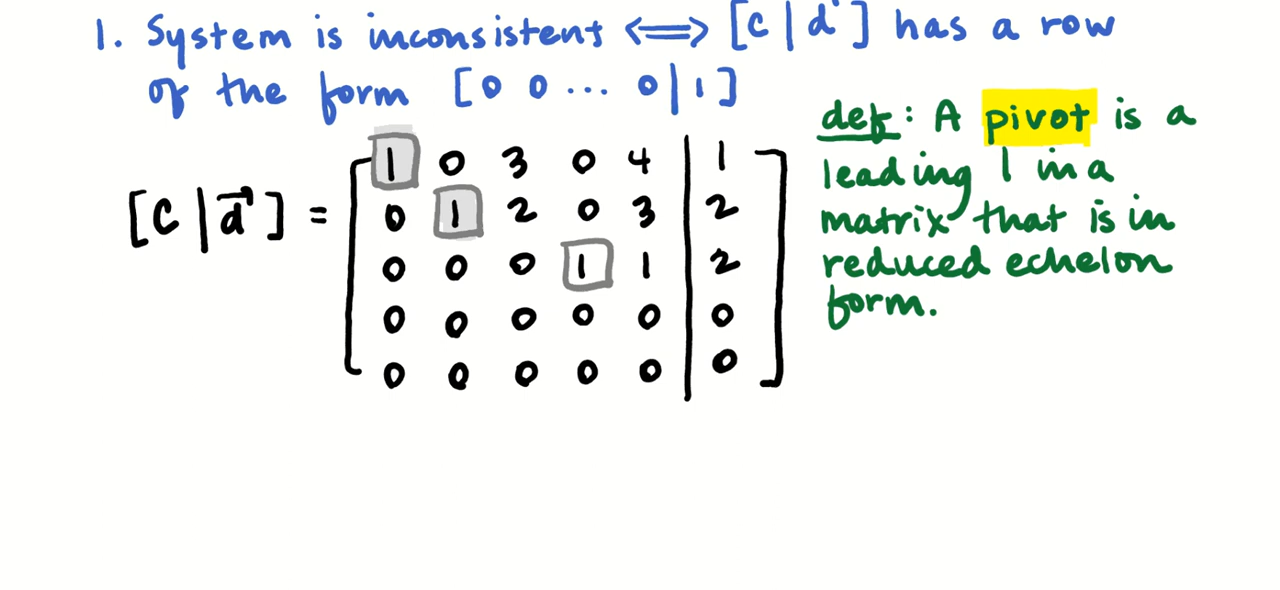 1. System is inconsistent ⟺ [C | d⃗ ] has a row
of the form [0 0 ... 0 | 1]
def: A pivot is a
leading 1 in a
matrix that is in
reduced echelon
form.
[C | d⃗ ] =
1 0 3 0 4 | 1
0 1 2 0 3 | 2
0 0 0 1 1 | 2
0 0 0 0 0 | 0
0 0 0 0 0 | 0